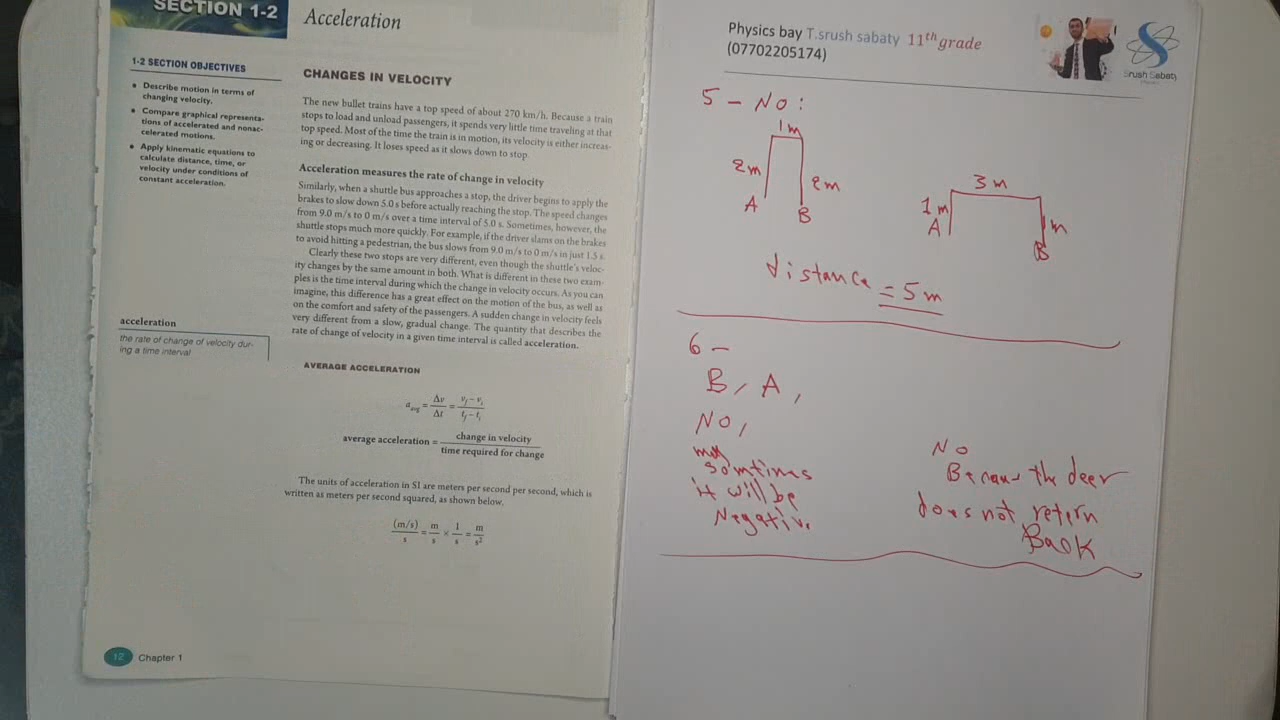 SECTION 1-2
Acceleration
1-2 SECTION OBJECTIVES
• Describe motion in terms of
changing velocity.
• Compare graphical representa-
tions of accelerated and nonac-
celerated motions.
• Apply kinematic equations to
calculate distance, time, or
velocity under conditions of
constant acceleration.
CHANGES IN VELOCITY
The new bullet trains have a top speed of about 270 km/h. Because a train
stops to load and unload passengers, it spends very little time traveling at that
top speed. Most of the time the train is in motion, its velocity is either increas-
ing or decreasing. It loses speed as it slows down to stop.
Acceleration measures the rate of change in velocity
Similarly, when a shuttle bus approaches a stop, the driver begins to apply the
brakes to slow down 5.0 s before actually reaching the stop. The speed changes
from 9.0 m/s to 0 m/s over a time interval of 5.0 s. Sometimes, however, the
shuttle stops much more quickly. For example, if the driver slams on the brakes
to avoid hitting a pedestrian, the bus slows from 9.0 m/s to 0 m/s in just 1.5 s.
Clearly these two stops are very different, even though the shuttle's veloc-
ity changes by the same amount in both. What is different in these two exam-
ples is the time interval during which the change in velocity occurs. As you can
imagine, this difference has a great effect on the motion of the bus, as well as
on the comfort and safety of the passengers. A sudden change in velocity feels
very different from a slow, gradual change. The quantity that describes the
rate of change of velocity in a given time interval is called acceleration.
acceleration
the rate of change of velocity dur-
ing a time interval
AVERAGE ACCELERATION
a_avg = Δv/Δt = (v_f − v_i)/(t_f − t_i)
average acceleration = change in velocity / time required for change
The units of acceleration in SI are meters per second per second, which is
written as meters per second squared, as shown below.
(m/s)/s = m/s × 1/s = m/s²
12 Chapter 1
Physics bay T.srush sabaty 11th grade
(07702205174)
Srush Sabaty
5 - NO:
1m
2m
2m
A
B
3m
1m
A
1m
B
distance = 5m
6 -
B, A,
NO,
somtimes
it will be
Negative
NO
Because the deer
does not retern
Back